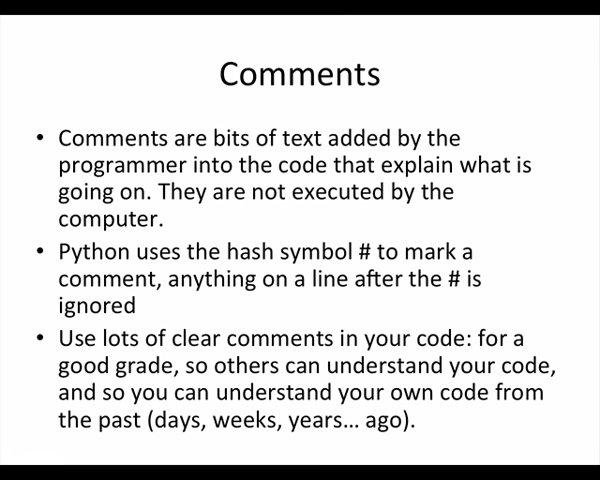 Comments
• Comments are bits of text added by the
programmer into the code that explain what is
going on. They are not executed by the
computer.
• Python uses the hash symbol # to mark a
comment, anything on a line after the # is
ignored
• Use lots of clear comments in your code: for a
good grade, so others can understand your code,
and so you can understand your own code from
the past (days, weeks, years... ago).